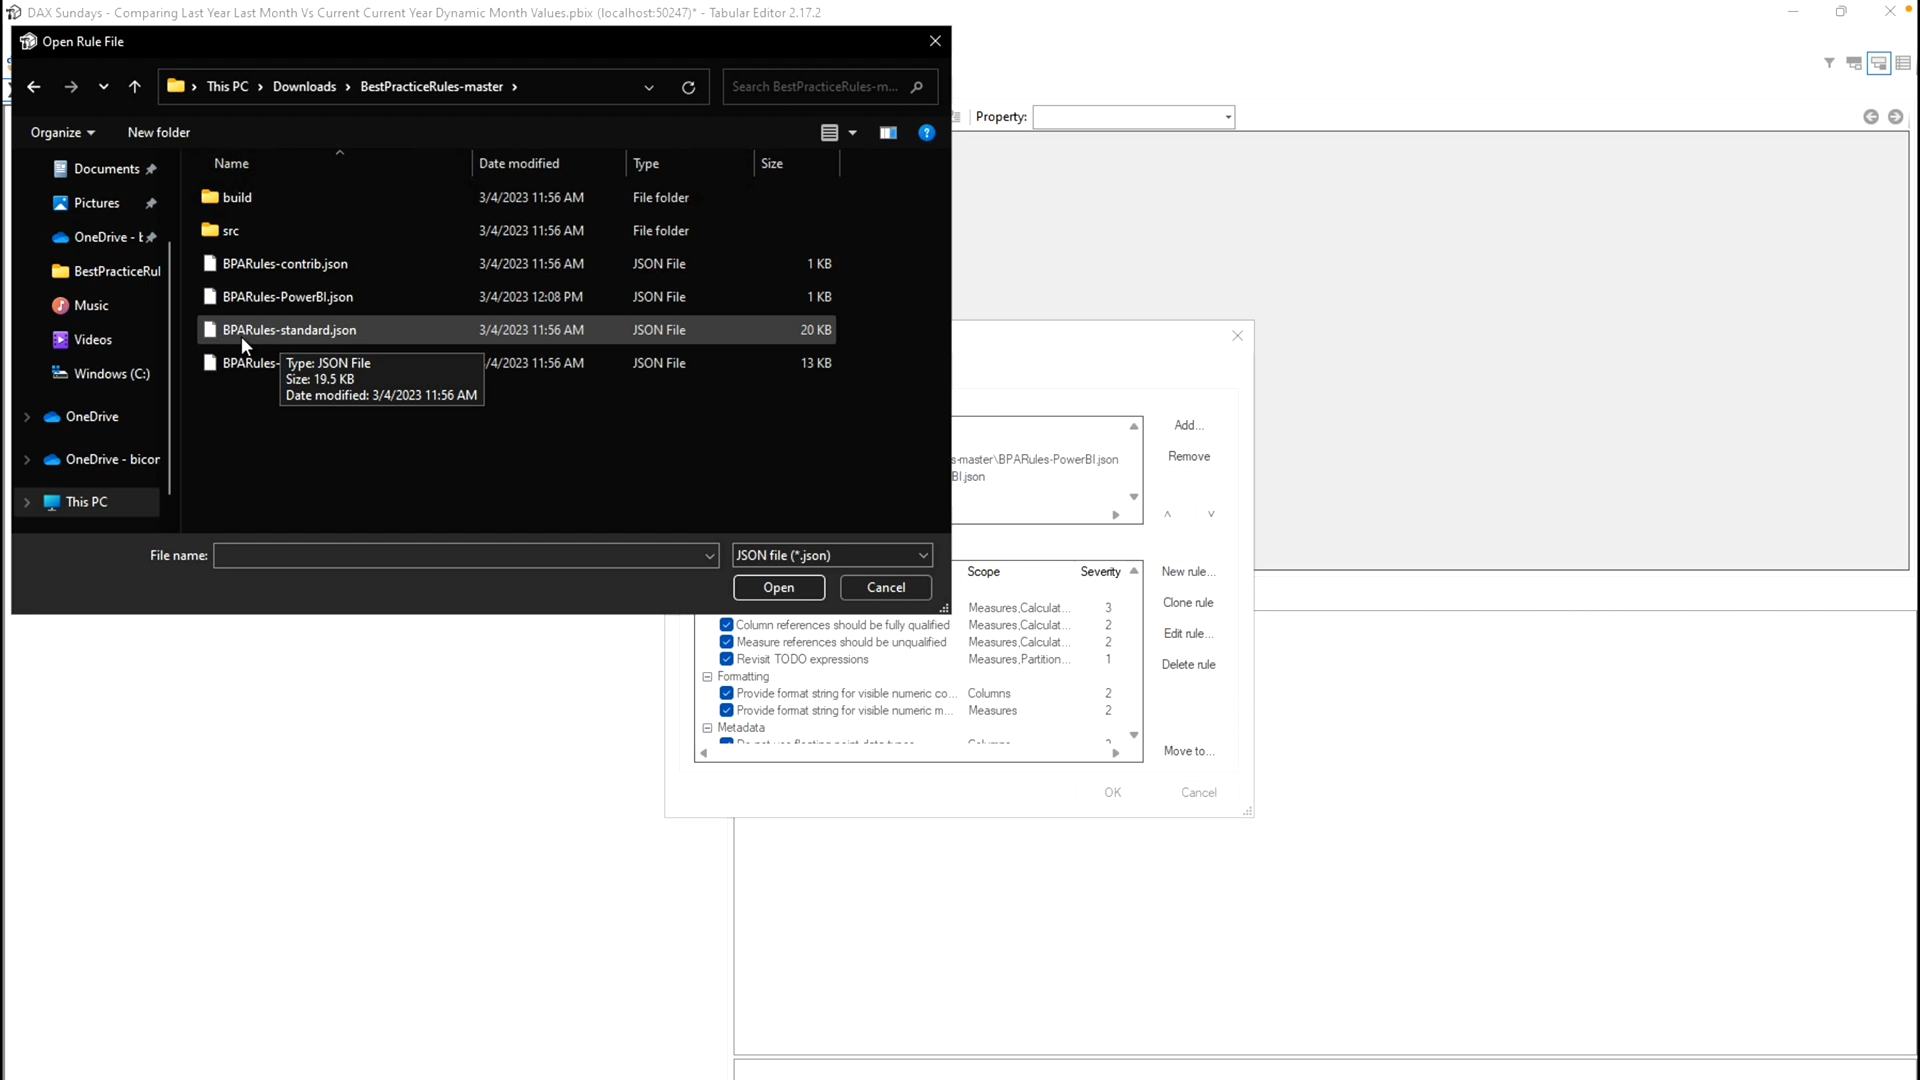 DAX Sundays - Comparing Last Year Last Month Vs Current Current Year Dynamic Month Values.pbix (localhost:50247)* - Tabular Editor 2.17.2
Open Rule File
This PC > Downloads > BestPracticeRules-master >
Search BestPracticeRules-m...
Organize
New folder
Property:
Name
Date modified
Type
Size
Documents
Pictures
OneDrive - t
BestPracticeRul
Music
Videos
Windows (C:)
OneDrive
OneDrive - bicor
This PC
build 3/4/2023 11:56 AM File folder
src 3/4/2023 11:56 AM File folder
BPARules-contrib.json 3/4/2023 11:56 AM JSON File 1 KB
BPARules-PowerBI.json 3/4/2023 12:08 PM JSON File 1 KB
BPARules-standard.json 3/4/2023 11:56 AM JSON File 20 KB
BPARules- /4/2023 11:56 AM JSON File 13 KB
Type: JSON File
Size: 19.5 KB
Date modified: 3/4/2023 11:56 AM
File name:
JSON file (*.json)
Open
Cancel
s-master\BPARules-PowerBI.json
BI.json
Add...
Remove
Scope Severity
Measures,Calculat... 3
Column references should be fully qualified Measures,Calculat... 2
Measure references should be unqualified Measures,Calculat... 2
Revisit TODO expressions Measures,Partition... 1
Formatting
Provide format string for visible numeric co... Columns 2
Provide format string for visible numeric m... Measures 2
Metadata
New rule...
Clone rule
Edit rule...
Delete rule
Move to...
OK
Cancel